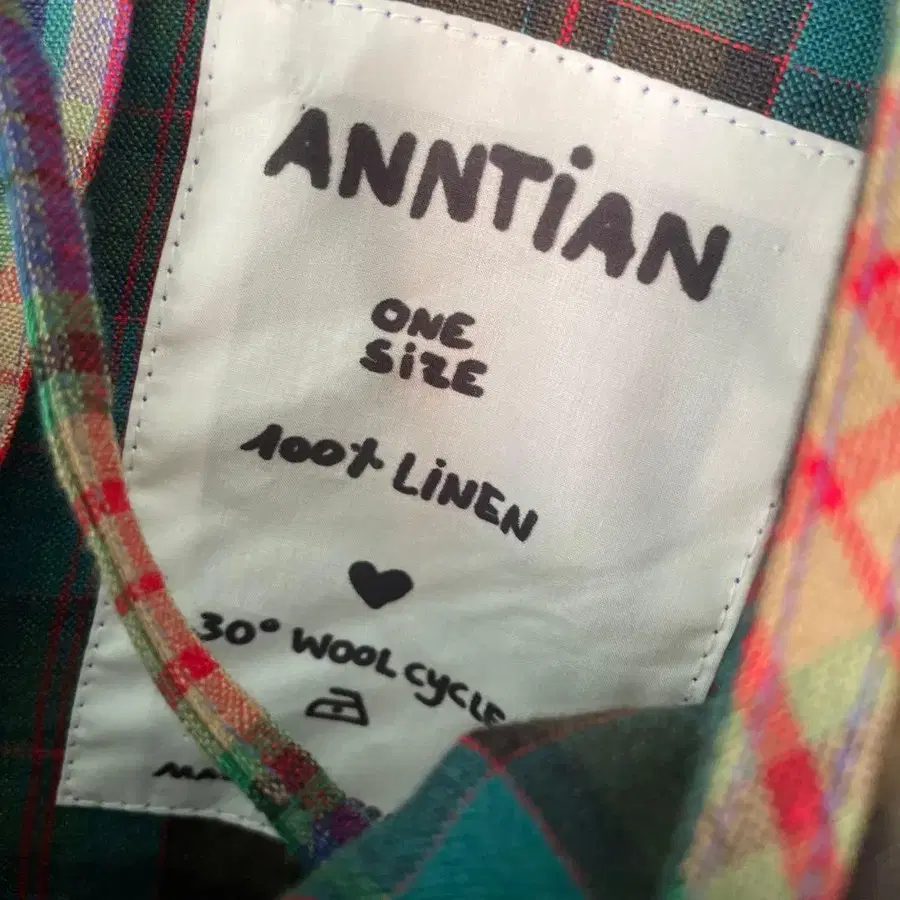 ANNTiAN
ONE
SiZE
100% LiNEN
30° WOOL CYCLE